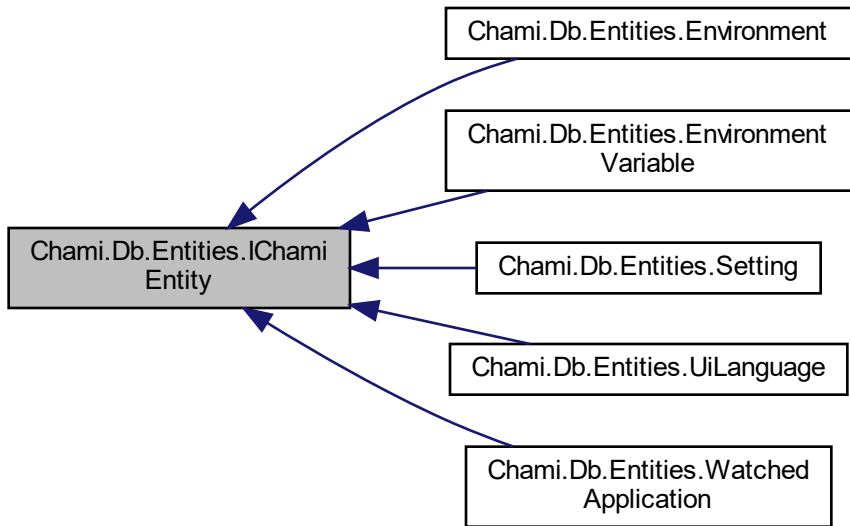 Chami.Db.Entities.Environment
Chami.Db.Entities.Environment
Variable
Chami.Db.Entities.IChami
Entity
Chami.Db.Entities.Setting
Chami.Db.Entities.UiLanguage
Chami.Db.Entities.Watched
Application